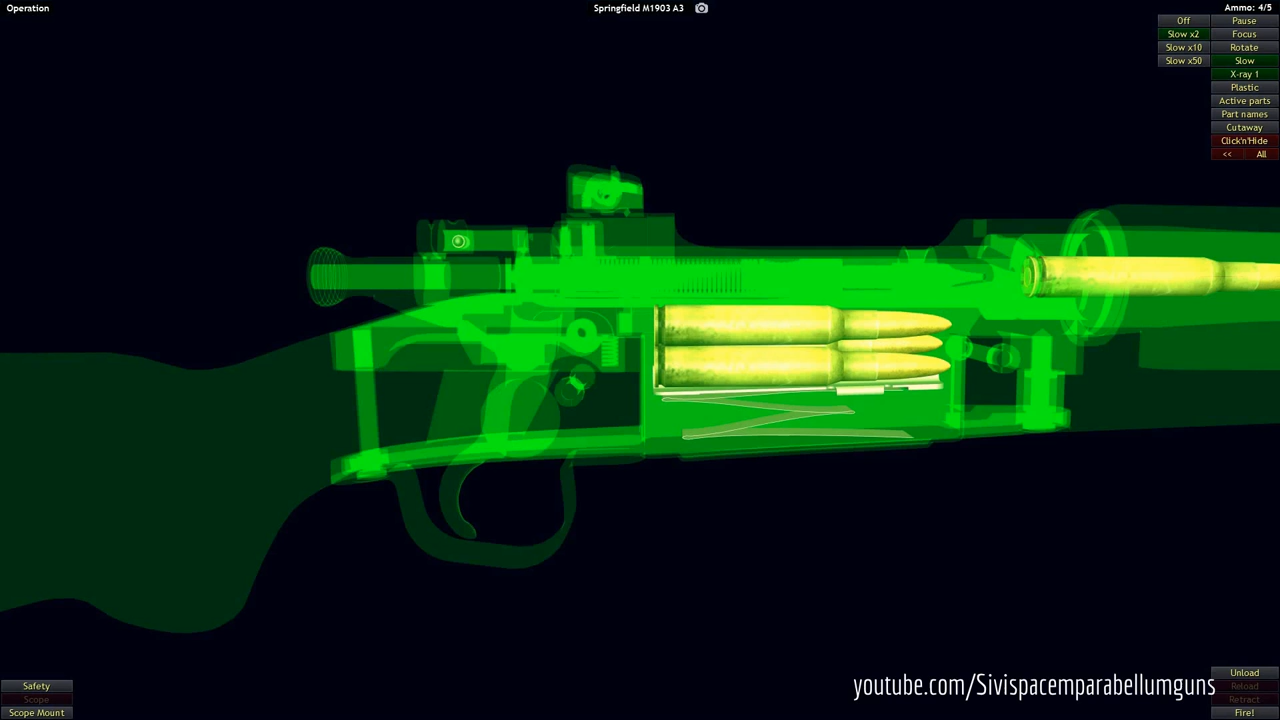 Operation
Springfield M1903 A3
Ammo: 4/5
Off
Pause
Slow x2
Focus
Slow x10
Rotate
Slow x50
Slow
X-ray 1
Plastic
Active parts
Part names
Cutaway
Click'n'Hide
<< All
Safety
Scope
Scope Mount
youtube.com/Sivispacemparabellumguns
Unload
Reload
Retract
Fire!